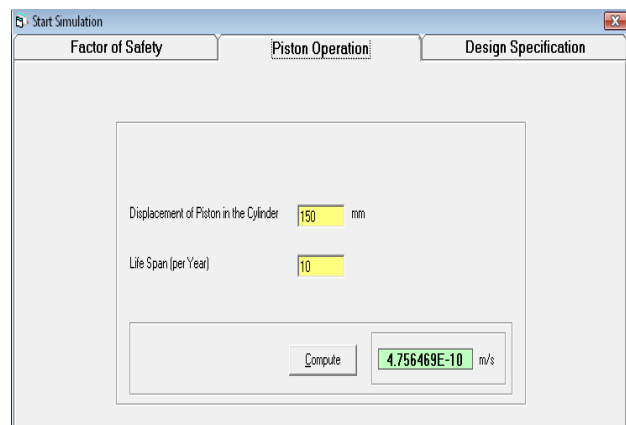 Start Simulation
Factor of Safety Piston Operation Design Specification
Displacement of Piston in the Cylinder 150 mm
Life Span (per Year) 10
Compute 4.756469E-10 m/s